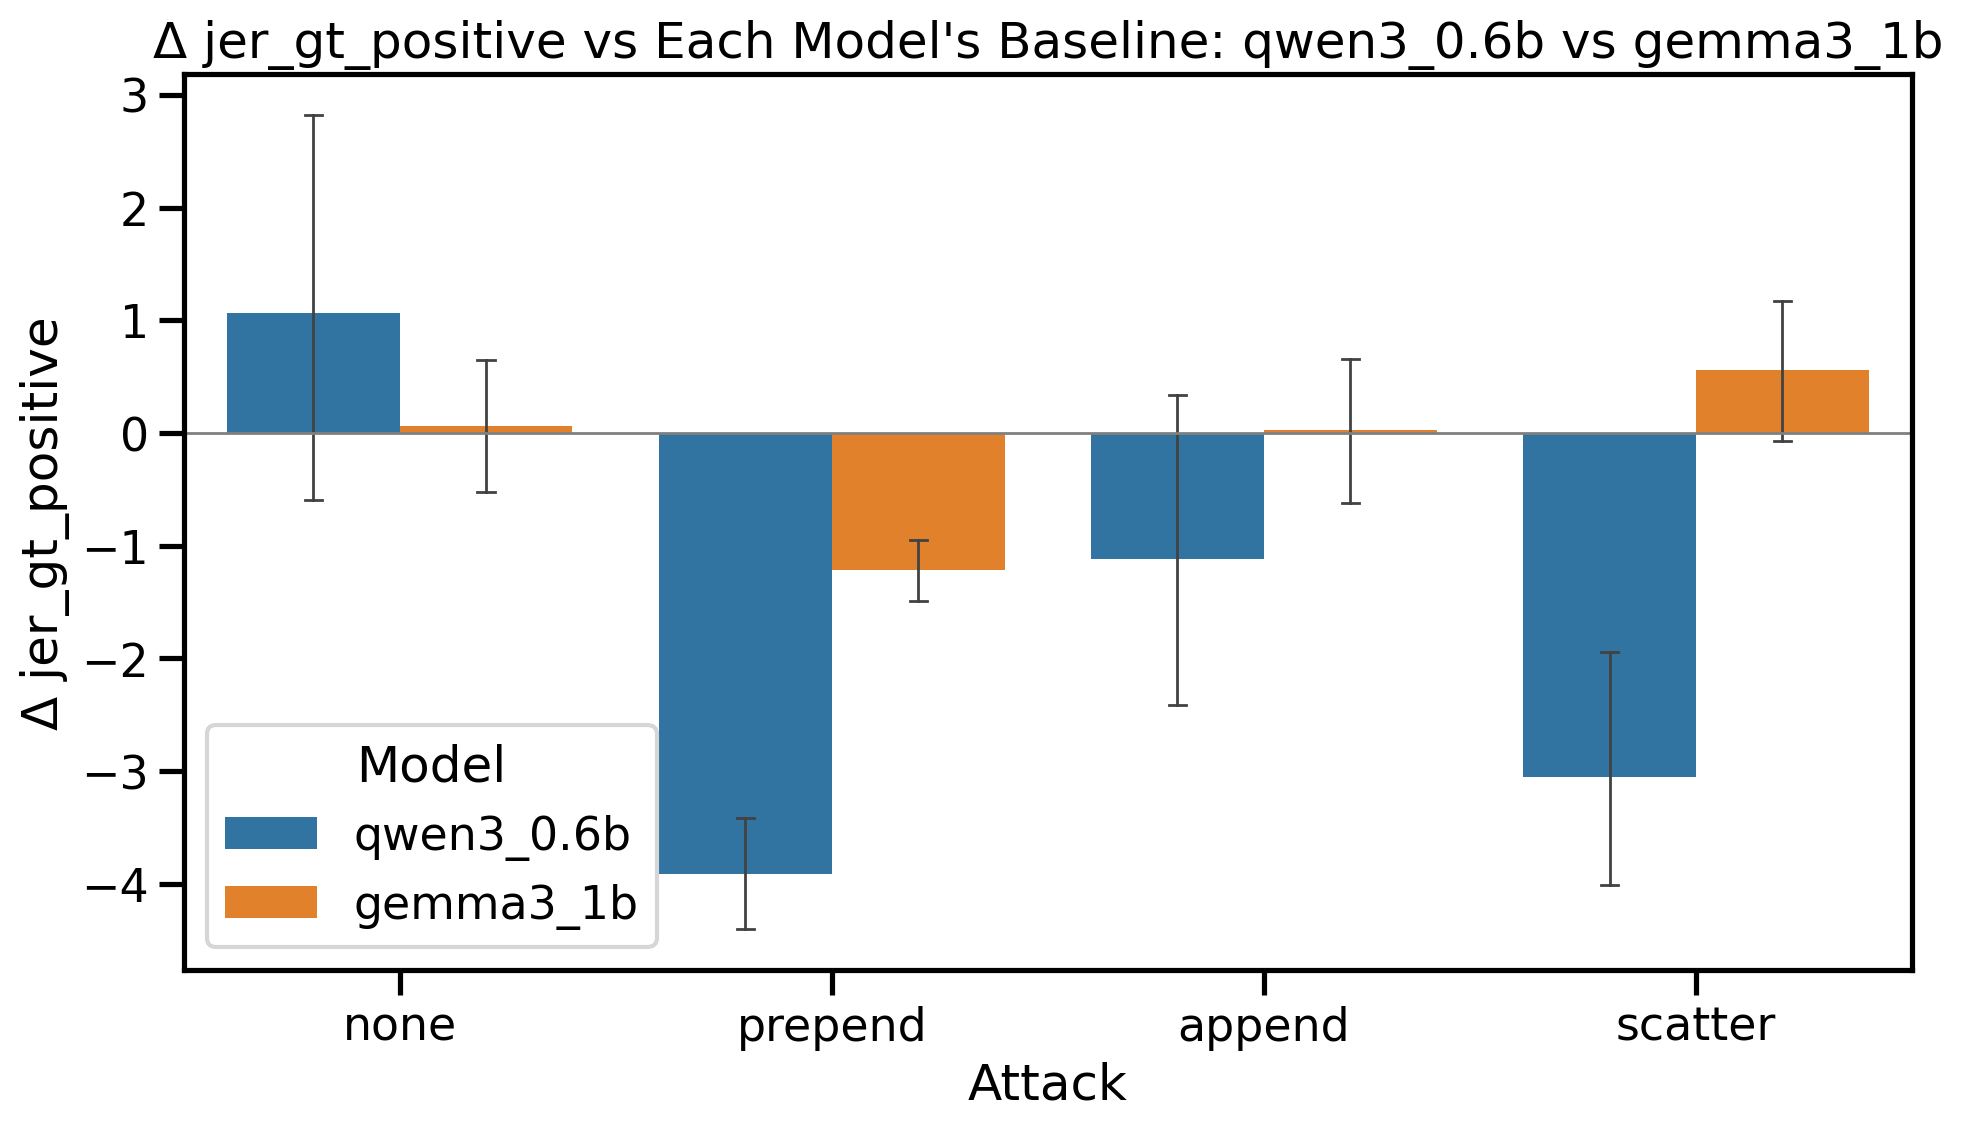 Δ jer_gt_positive vs Each Model's Baseline: qwen3_0.6b vs gemma3_1b
Δ jer_gt_positive
3
2
1
0
−1
−2
−3
−4
Model
qwen3_0.6b
gemma3_1b
none
prepend
append
scatter
Attack